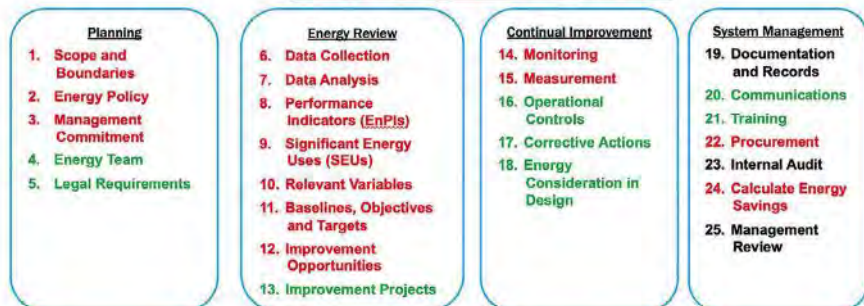 Planning
1. Scope and
Boundaries
2. Energy Policy
3. Management
Commitment
4. Energy Team
5. Legal Requirements
Energy Review
6. Data Collection
7. Data Analysis
8. Performance
Indicators (EnPIs)
9. Significant Energy
Uses (SEUs)
10. Relevant Variables
11. Baselines, Objectives
and Targets
12. Improvement
Opportunities
13. Improvement Projects
Continual Improvement
14. Monitoring
15. Measurement
16. Operational
Controls
17. Corrective Actions
18. Energy
Consideration in
Design
System Management
19. Documentation
and Records
20. Communications
21. Training
22. Procurement
23. Internal Audit
24. Calculate Energy
Savings
25. Management
Review